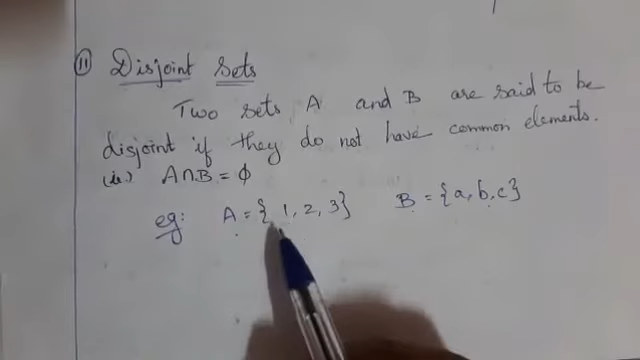 11 Disjoint Sets
Two sets A and B are said to be
disjoint if they do not have common elements.
(ie) A∩B = ϕ
eg: A = { 1, 2, 3} B = {a, b, c}